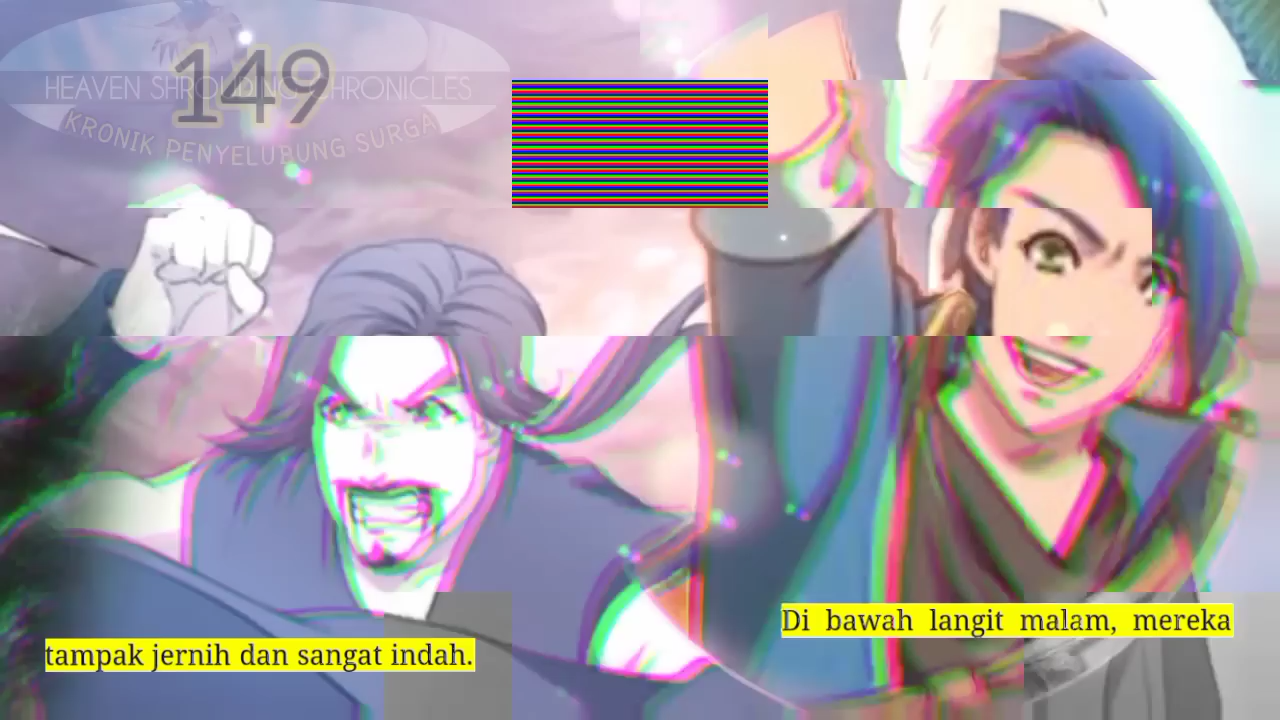 149
HEAVEN SHROUDING CHRONICLES
KRONIK PENYELUBUNG SURGA
Di bawah langit malam, mereka
tampak jernih dan sangat indah.